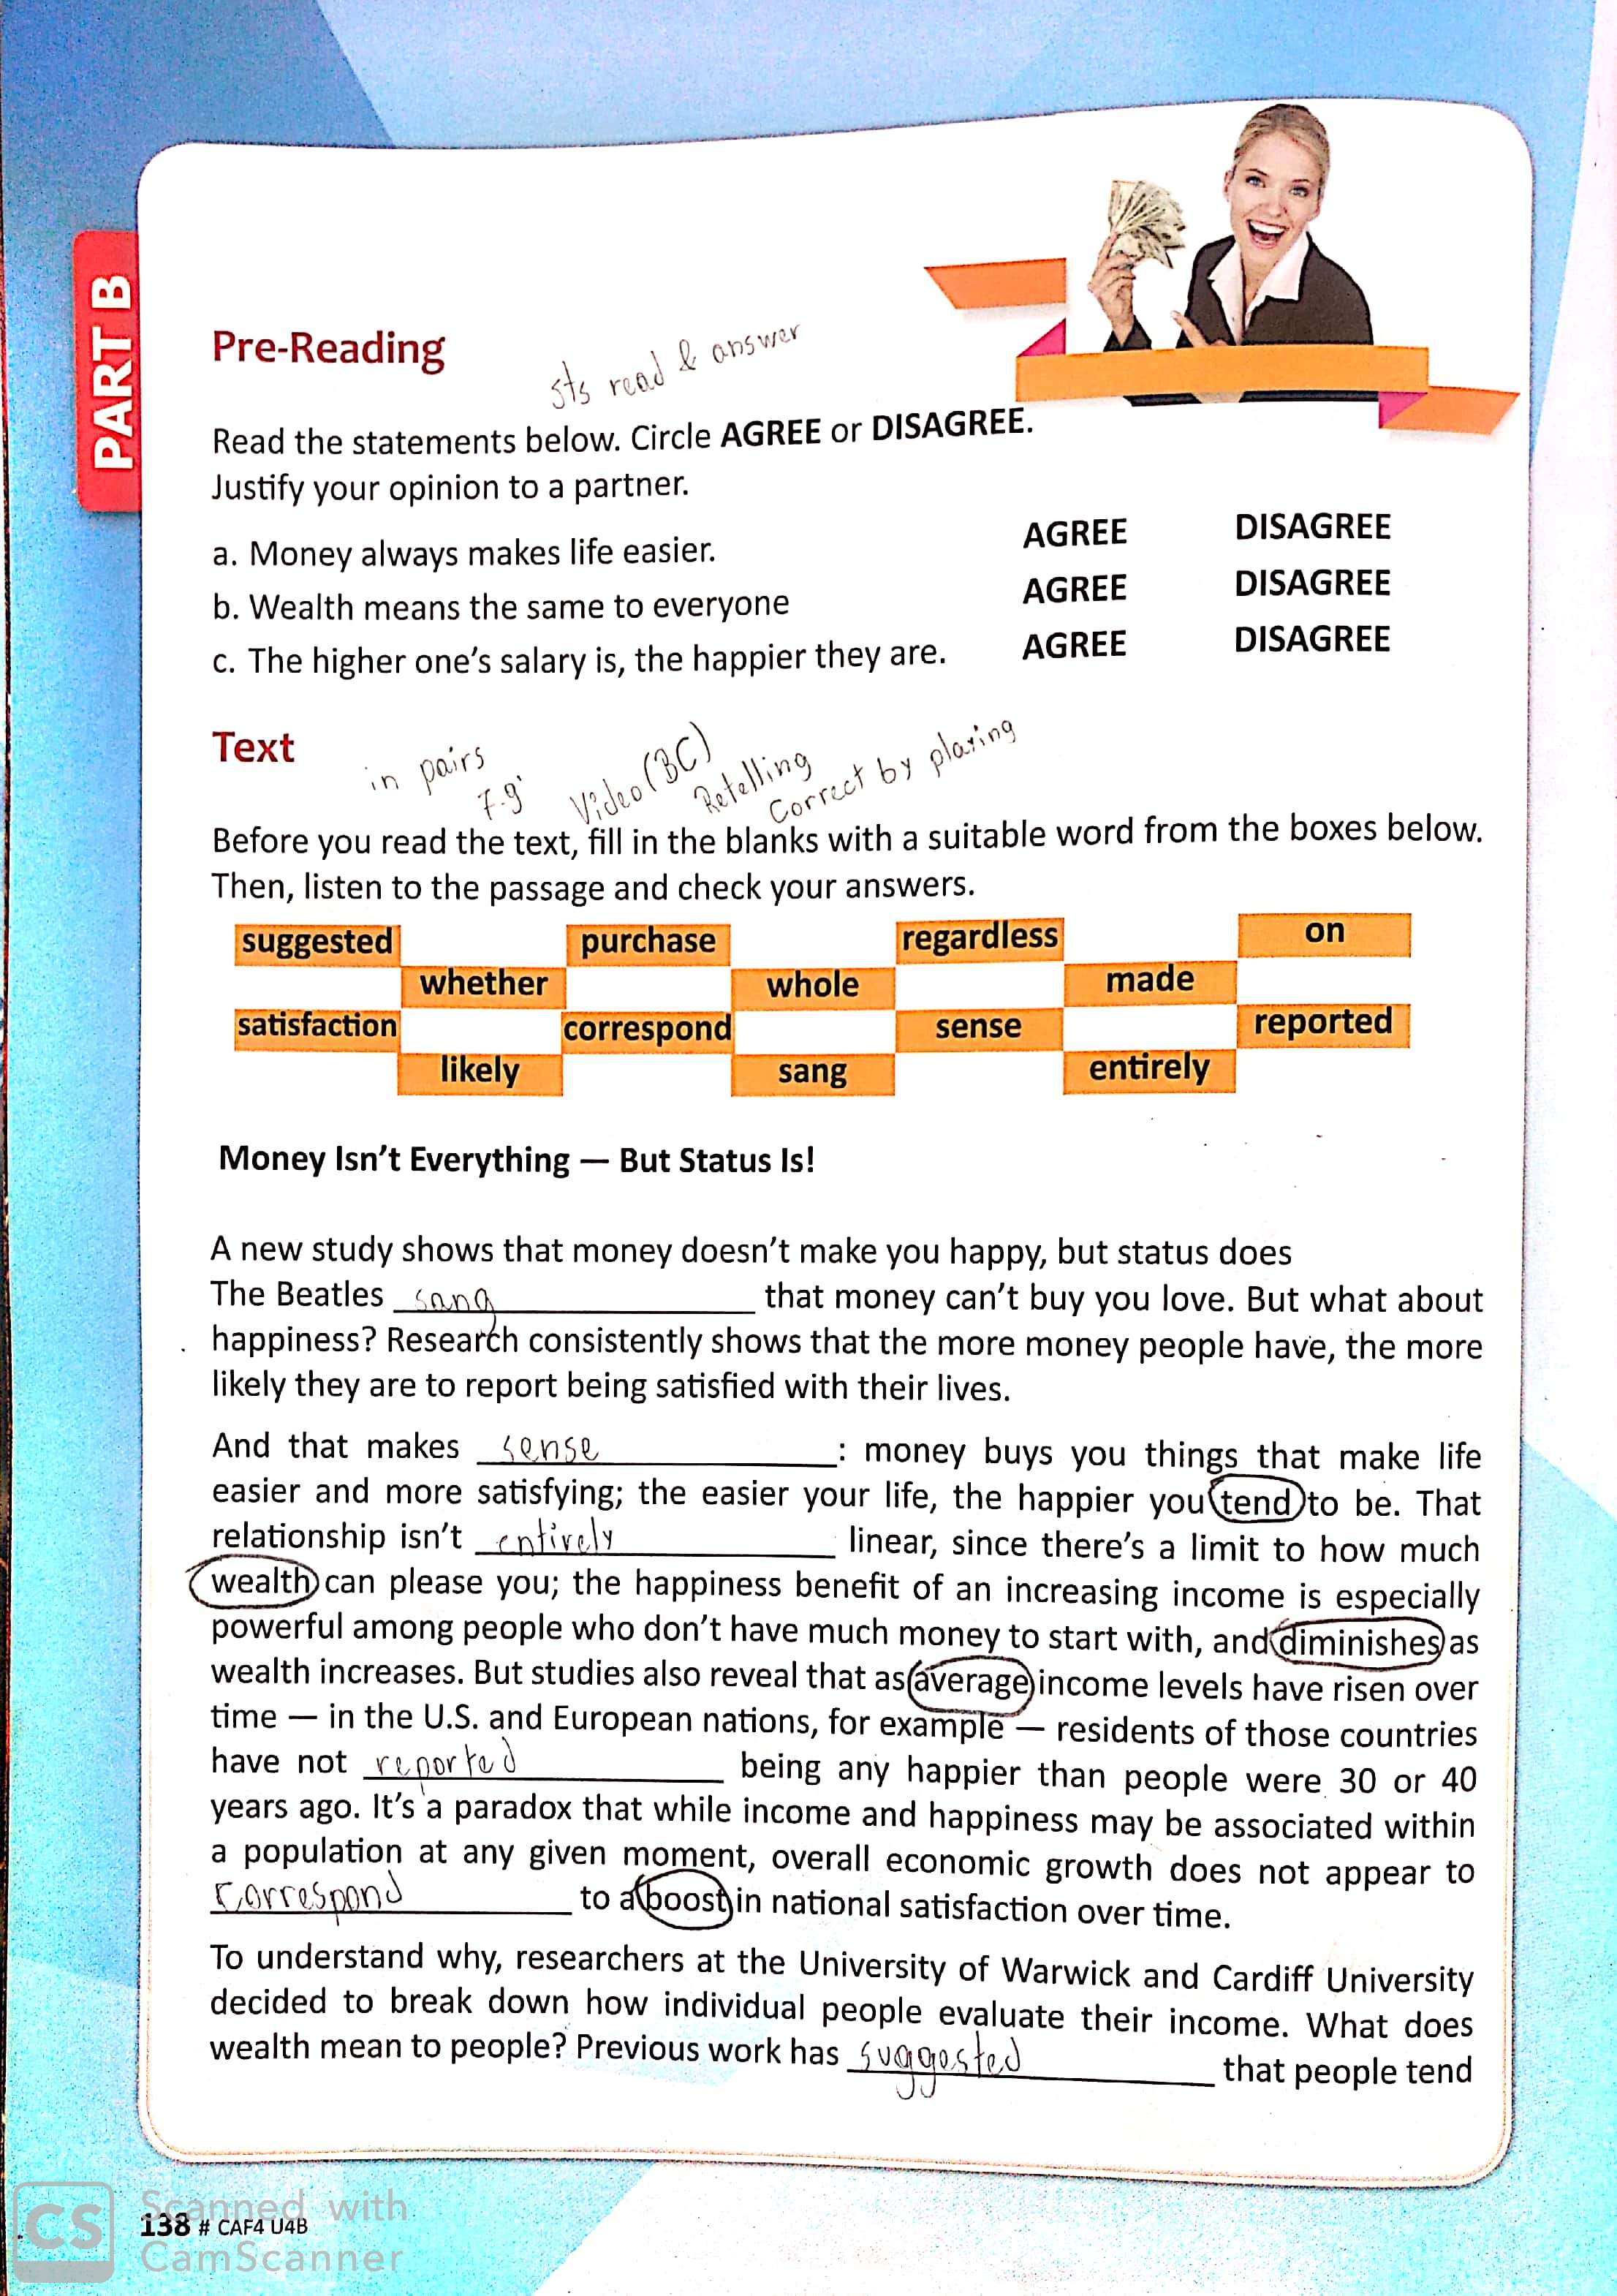 PART B
Pre-Reading
sts read & answer
Read the statements below. Circle AGREE or DISAGREE.
Justify your opinion to a partner.
a. Money always makes life easier. AGREE DISAGREE
b. Wealth means the same to everyone AGREE DISAGREE
c. The higher one's salary is, the happier they are. AGREE DISAGREE
Text
in pairs
7-9'
Video (BC)
Retelling
Correct by plazing
Before you read the text, fill in the blanks with a suitable word from the boxes below.
Then, listen to the passage and check your answers.
suggested purchase regardless on
whether whole made
satisfaction correspond sense reported
likely sang entirely
Money Isn't Everything — But Status Is!
A new study shows that money doesn't make you happy, but status does
The Beatles sang that money can't buy you love. But what about
happiness? Research consistently shows that the more money people have, the more
likely they are to report being satisfied with their lives.
And that makes sense : money buys you things that make life
easier and more satisfying; the easier your life, the happier you tend to be. That
relationship isn't entirely linear, since there's a limit to how much
wealth can please you; the happiness benefit of an increasing income is especially
powerful among people who don't have much money to start with, and diminishes as
wealth increases. But studies also reveal that as average income levels have risen over
time — in the U.S. and European nations, for example — residents of those countries
have not reported being any happier than people were 30 or 40
years ago. It's a paradox that while income and happiness may be associated within
a population at any given moment, overall economic growth does not appear to
correspond to a boost in national satisfaction over time.
To understand why, researchers at the University of Warwick and Cardiff University
decided to break down how individual people evaluate their income. What does
wealth mean to people? Previous work has suggested that people tend
138 # CAF4 U4B
CS Scanned with
CamScanner